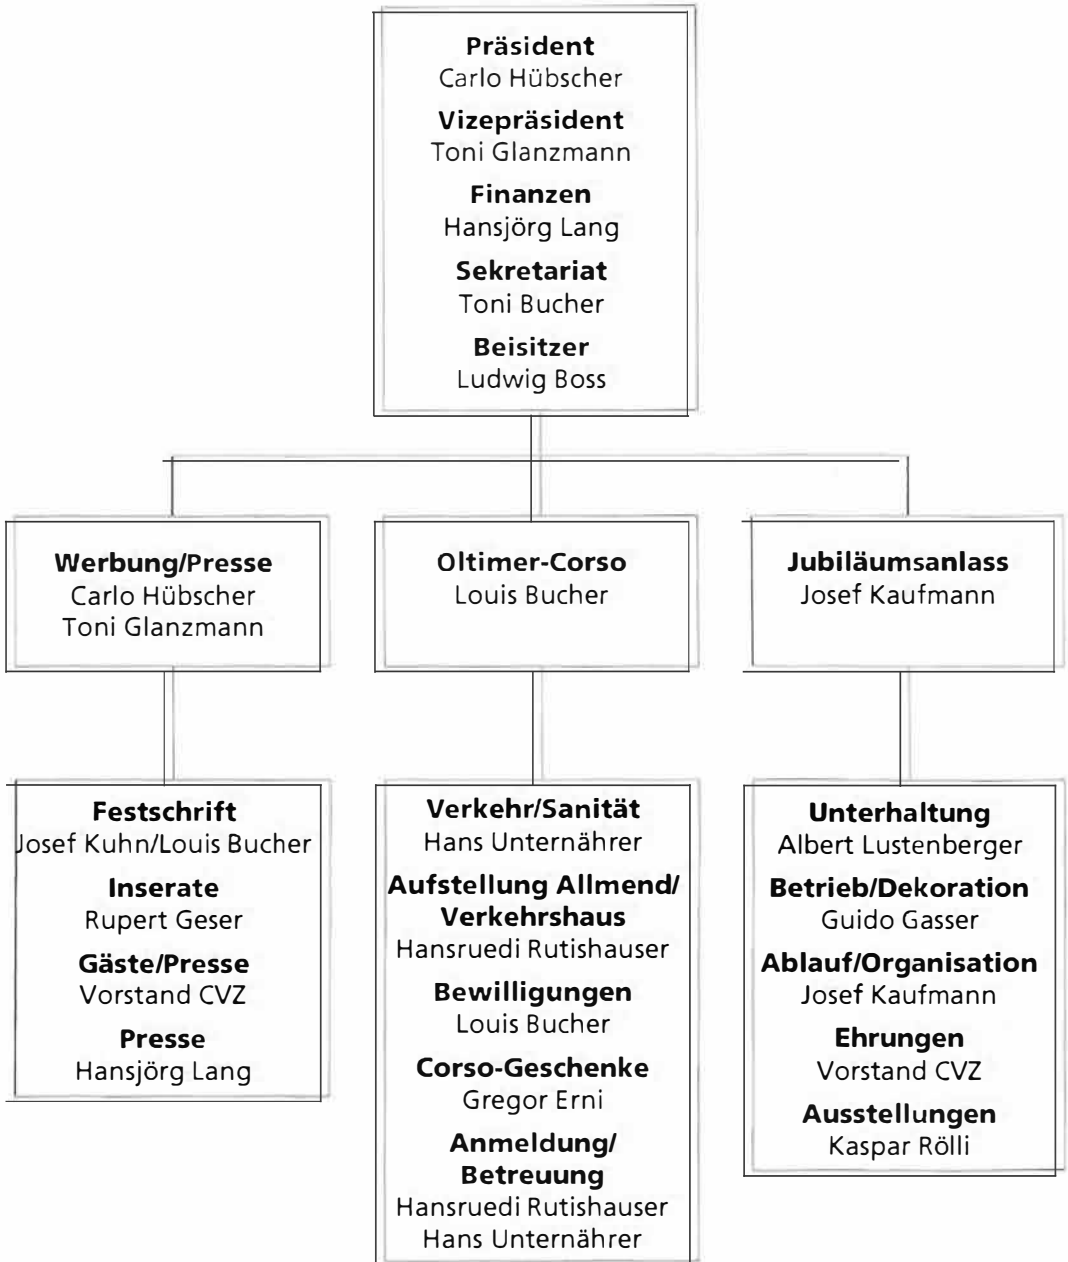 Präsident
Carlo Hübscher
Vizepräsident
Toni Glanzmann
Finanzen
Hansjörg Lang
Sekretariat
Toni Bucher
Beisitzer
Ludwig Boss
Werbung/Presse
Carlo Hübscher
Toni Glanzmann
Oltimer-Corso
Louis Bucher
Jubiläumsanlass
Josef Kaufmann
Festschrift
Josef Kuhn/Louis Bucher
Inserate
Rupert Geser
Gäste/Presse
Vorstand CVZ
Presse
Hansjörg Lang
Verkehr/Sanität
Hans Unternährer
Aufstellung Allmend/
Verkehrshaus
Hansruedi Rutishauser
Bewilligungen
Louis Bucher
Corso-Geschenke
Gregor Erni
Anmeldung/
Betreuung
Hansruedi Rutishauser
Hans Unternährer
Unterhaltung
Albert Lustenberger
Betrieb/Dekoration
Guido Gasser
Ablauf/Organisation
Josef Kaufmann
Ehrungen
Vorstand CVZ
Ausstellungen
Kaspar Rölli